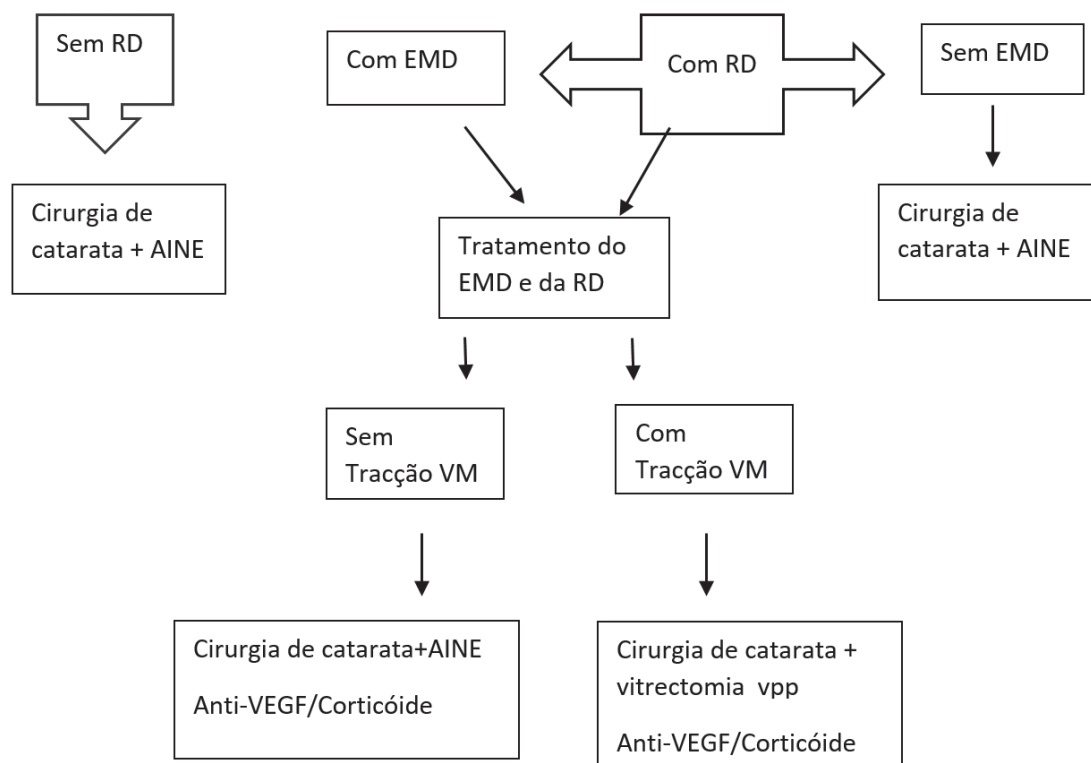 Sem RD
Com EMD
Com RD
Sem EMD
Cirurgia de
catarata + AINE
Cirurgia de
catarata + AINE
Tratamento do
EMD e da RD
Sem
Tracção VM
Com
Tracção VM
Cirurgia de catarata+AINE
Anti-VEGF/Corticóide
Cirurgia de catarata +
vitrectomia vpp
Anti-VEGF/Corticóide